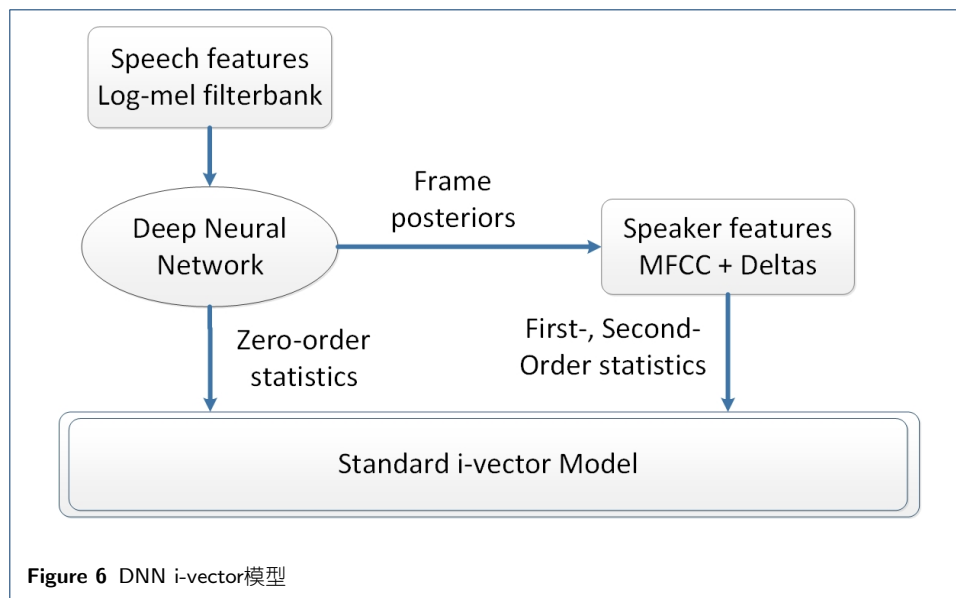 Speech features
Log-mel filterbank
Frame
posteriors
Deep Neural
Network
Speaker features
MFCC + Deltas
Zero-order
statistics
First-, Second-
Order statistics
Standard i-vector Model
Figure 6 DNN i-vector模型